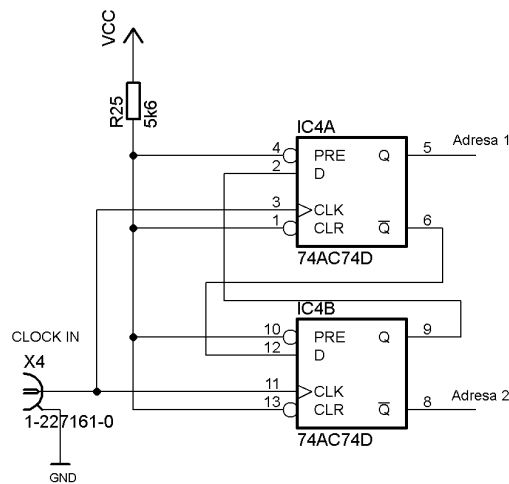 VCC
R25
5k6
IC4A
4
PRE
Q
5
Adresa 1
2
D
3
CLK
Q
6
1
CLR
74AC74D
IC4B
10
PRE
Q
9
12
D
CLOCK IN
X4
11
CLK
Adresa 2
13
CLR
Q
8
1-227161-0
74AC74D
GND